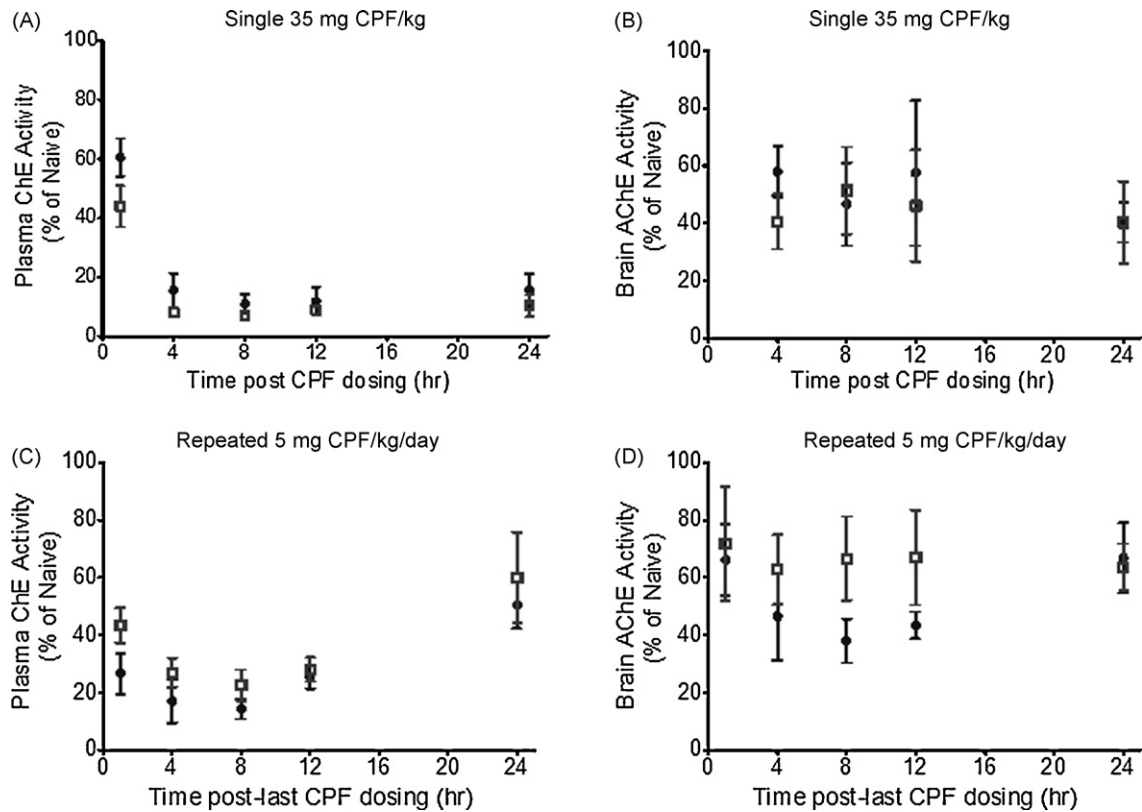 (A)
Single 35 mg CPF/kg
Plasma ChE Activity
(% of Naive)
100
80
60
40
20
0
0 4 8 12 16 20 24
Time post CPF dosing (hr)
(B)
Single 35 mg CPF/kg
Brain AChE Activity
(% of Naive)
100
80
60
40
20
0
0 4 8 12 16 20 24
Time post CPF dosing (hr)
(C)
Repeated 5 mg CPF/kg/day
Plasma ChE Activity
(% of Naive)
100
80
60
40
20
0
0 4 8 12 16 20 24
Time post-last CPF dosing (hr)
(D)
Repeated 5 mg CPF/kg/day
Brain AChE Activity
(% of Naive)
100
80
60
40
20
0
0 4 8 12 16 20 24
Time post-last CPF dosing (hr)